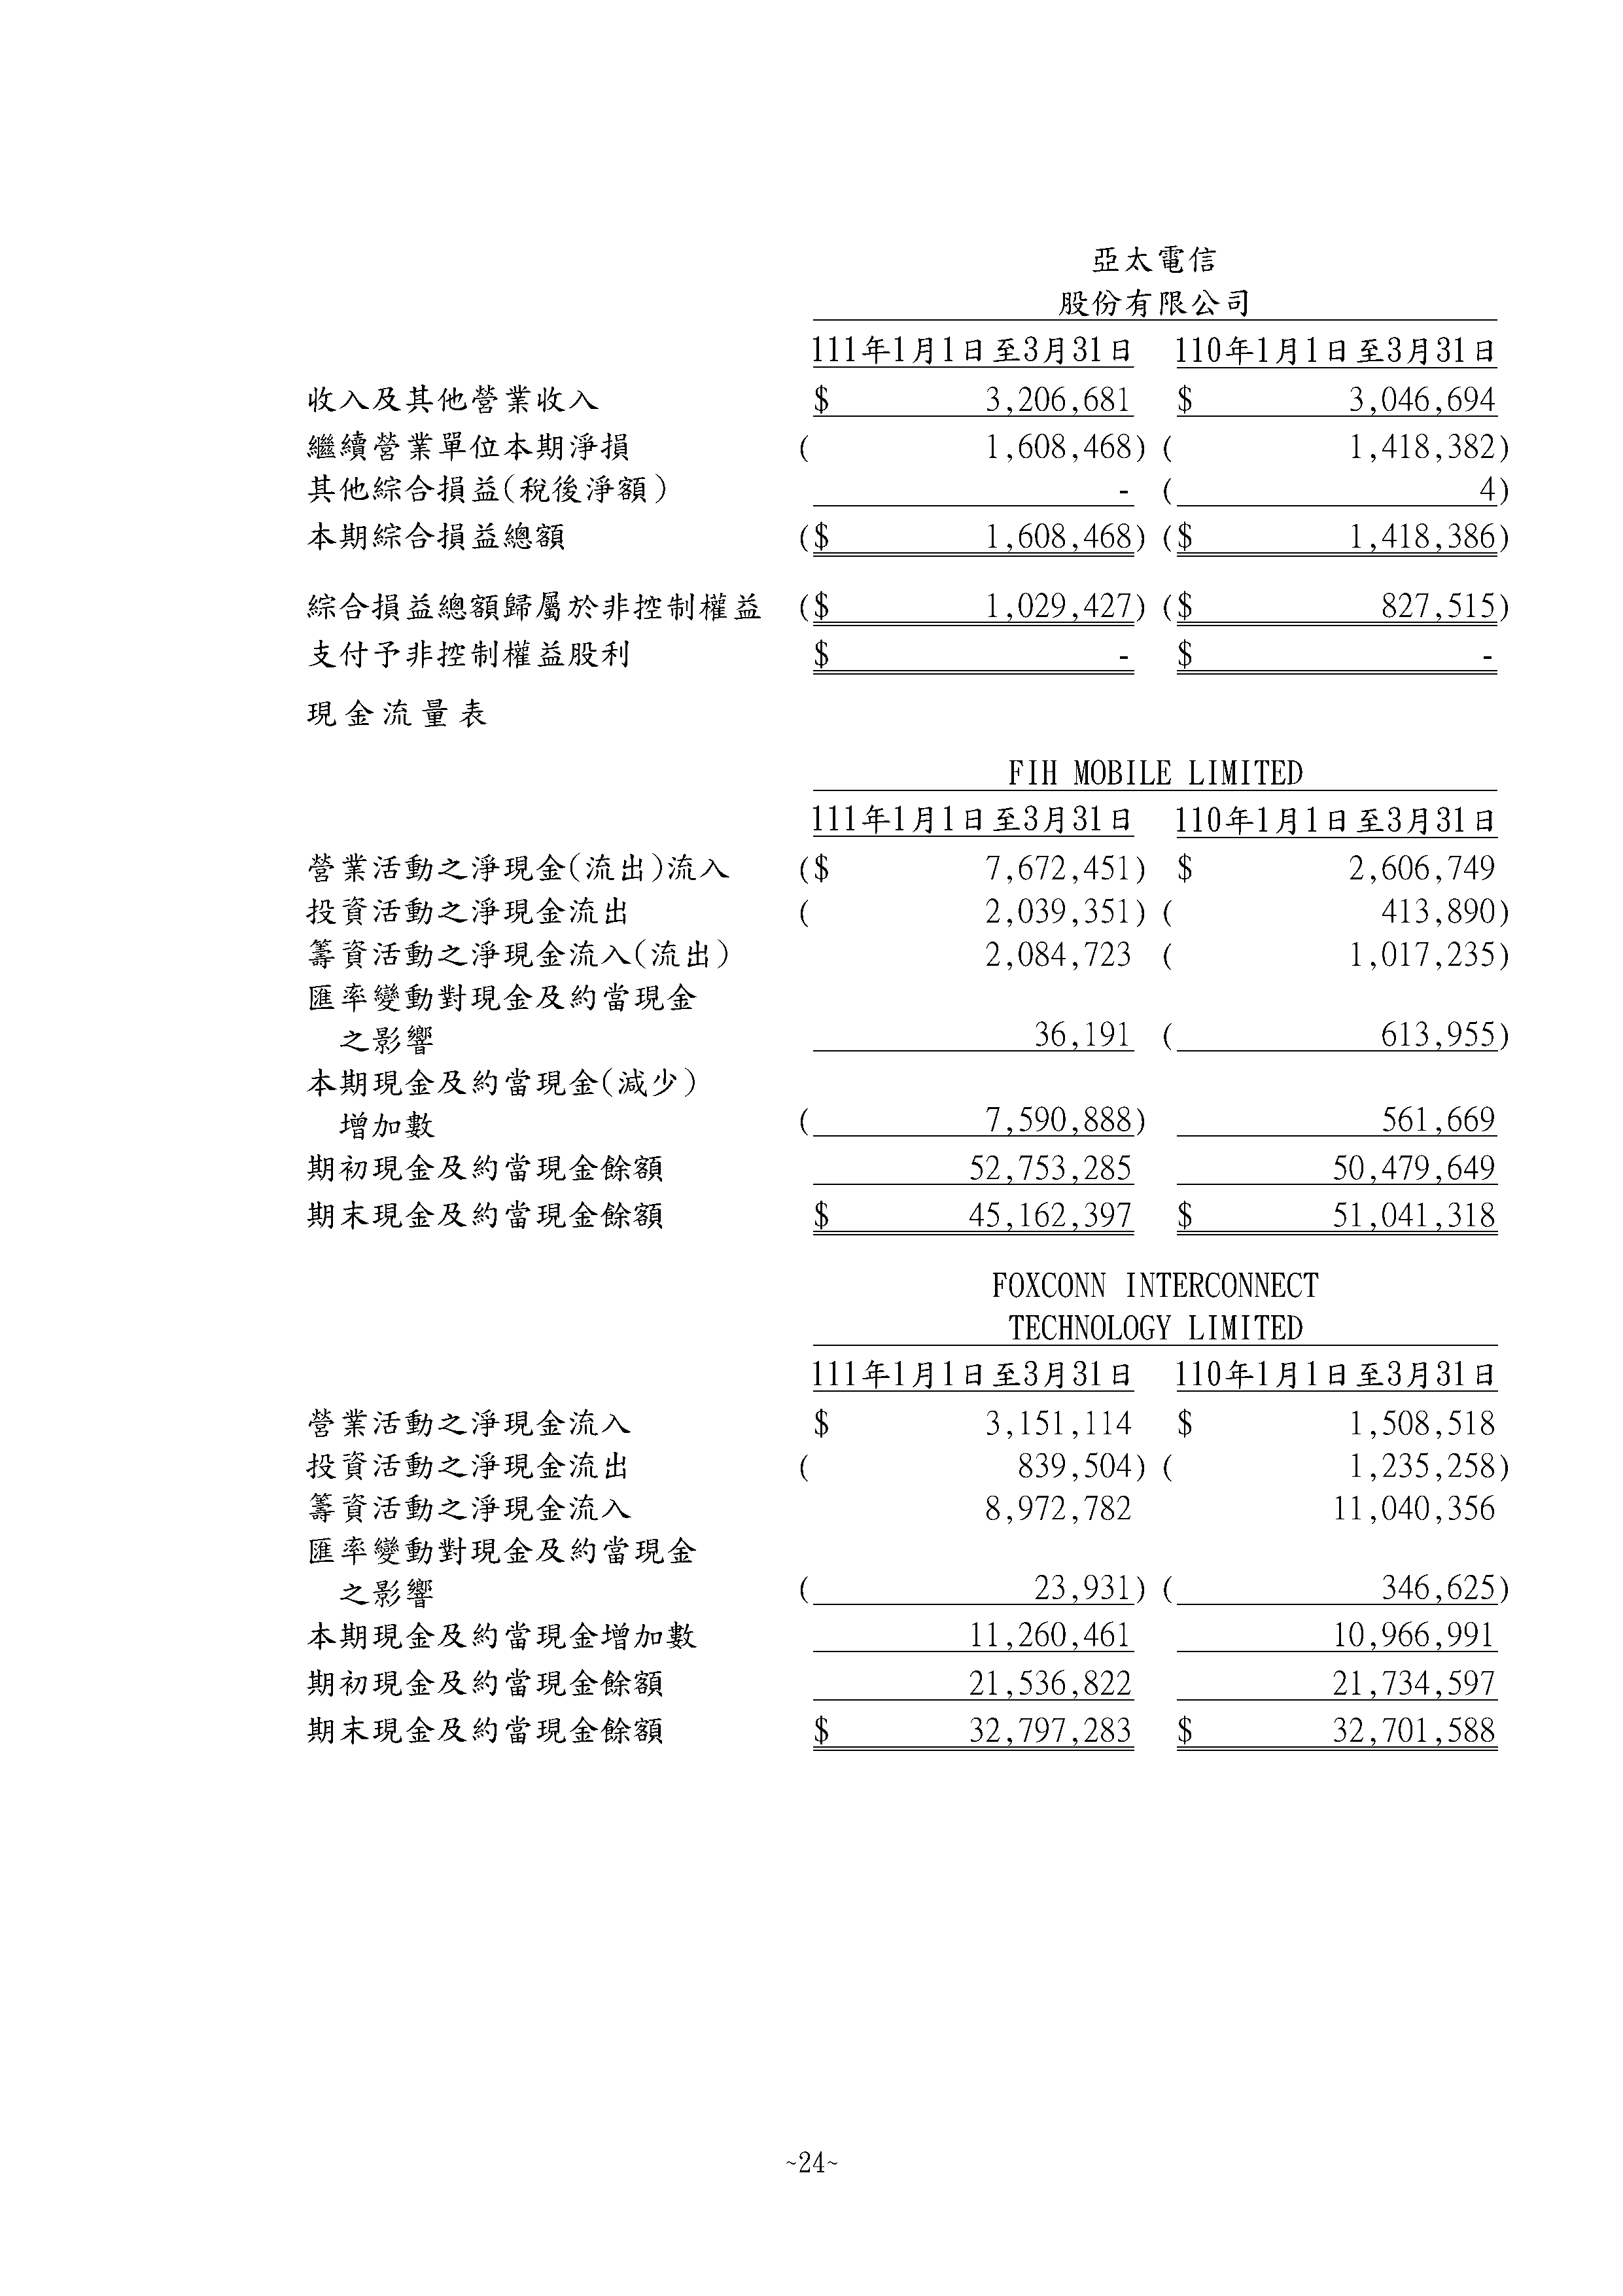 亞太電信
股份有限公司
111年1月1日至3月31日 110年1月1日至3月31日
收入及其他營業收入 $ 3,206,681 $ 3,046,694
繼續營業單位本期淨損 ( 1,608,468) ( 1,418,382)
其他綜合損益(稅後淨額) - ( 4)
本期綜合損益總額 ($ 1,608,468) ($ 1,418,386)
綜合損益總額歸屬於非控制權益 ($ 1,029,427) ($ 827,515)
支付予非控制權益股利 $ - $ -
現金流量表
FIH MOBILE LIMITED
111年1月1日至3月31日 110年1月1日至3月31日
營業活動之淨現金(流出)流入 ($ 7,672,451) $ 2,606,749
投資活動之淨現金流出 ( 2,039,351) ( 413,890)
籌資活動之淨現金流入(流出) 2,084,723 ( 1,017,235)
匯率變動對現金及約當現金
之影響 36,191 ( 613,955)
本期現金及約當現金(減少)
增加數 ( 7,590,888) 561,669
期初現金及約當現金餘額 52,753,285 50,479,649
期末現金及約當現金餘額 $ 45,162,397 $ 51,041,318
FOXCONN INTERCONNECT
TECHNOLOGY LIMITED
111年1月1日至3月31日 110年1月1日至3月31日
營業活動之淨現金流入 $ 3,151,114 $ 1,508,518
投資活動之淨現金流出 ( 839,504) ( 1,235,258)
籌資活動之淨現金流入 8,972,782 11,040,356
匯率變動對現金及約當現金
之影響 ( 23,931) ( 346,625)
本期現金及約當現金增加數 11,260,461 10,966,991
期初現金及約當現金餘額 21,536,822 21,734,597
期末現金及約當現金餘額 $ 32,797,283 $ 32,701,588
~24~